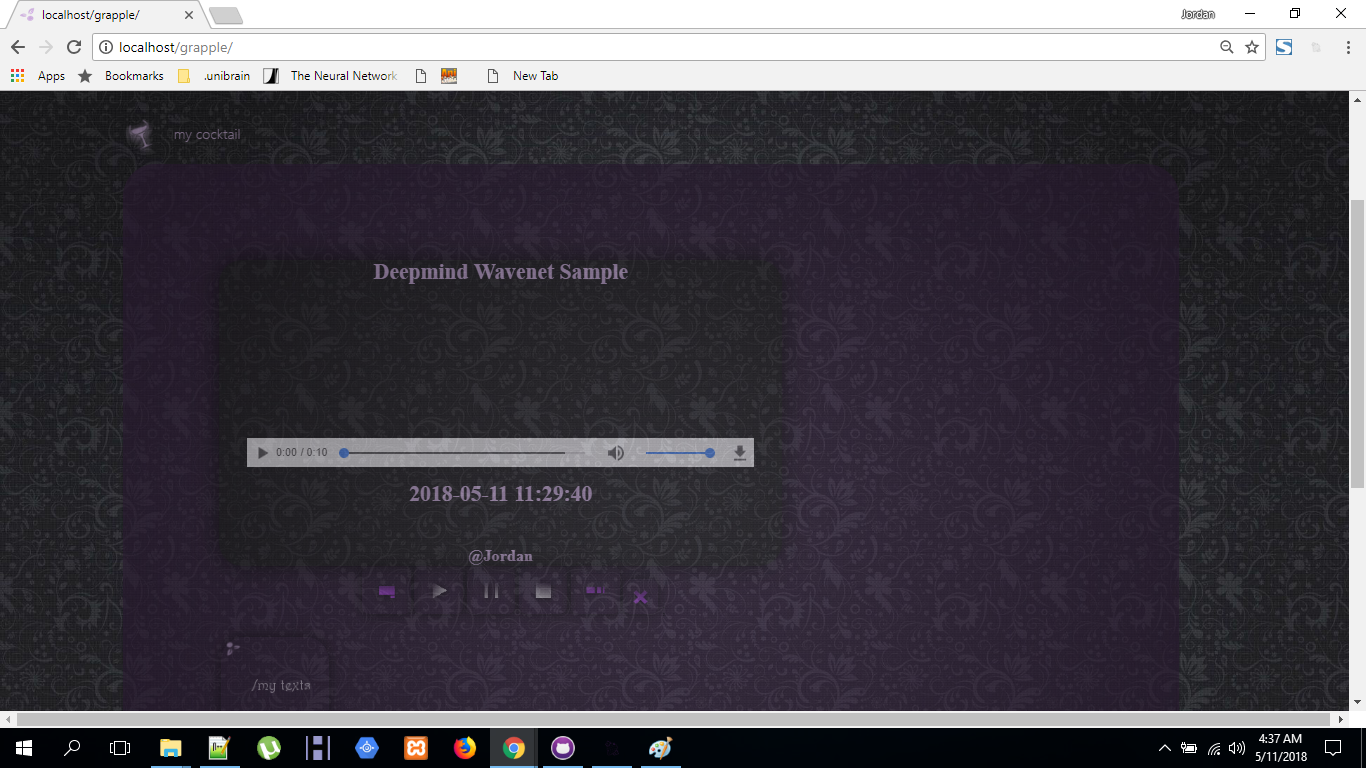 localhost/grapple/
Jordan
localhost/grapple/
Apps Bookmarks .unibrain The Neural Network New Tab
my cocktail
Deepmind Wavenet Sample
0:00 / 0:10
2018-05-11 11:29:40
@Jordan
/my texts
4:37 AM
5/11/2018